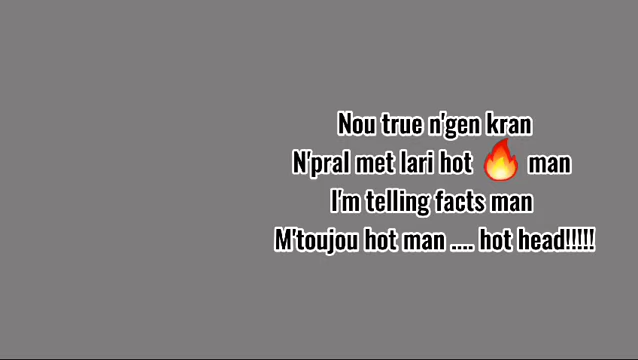 Nou true n'gen kran
N'pral met lari hot 🔥 man
I'm telling facts man
M'toujou hot man .... hot head!!!!!